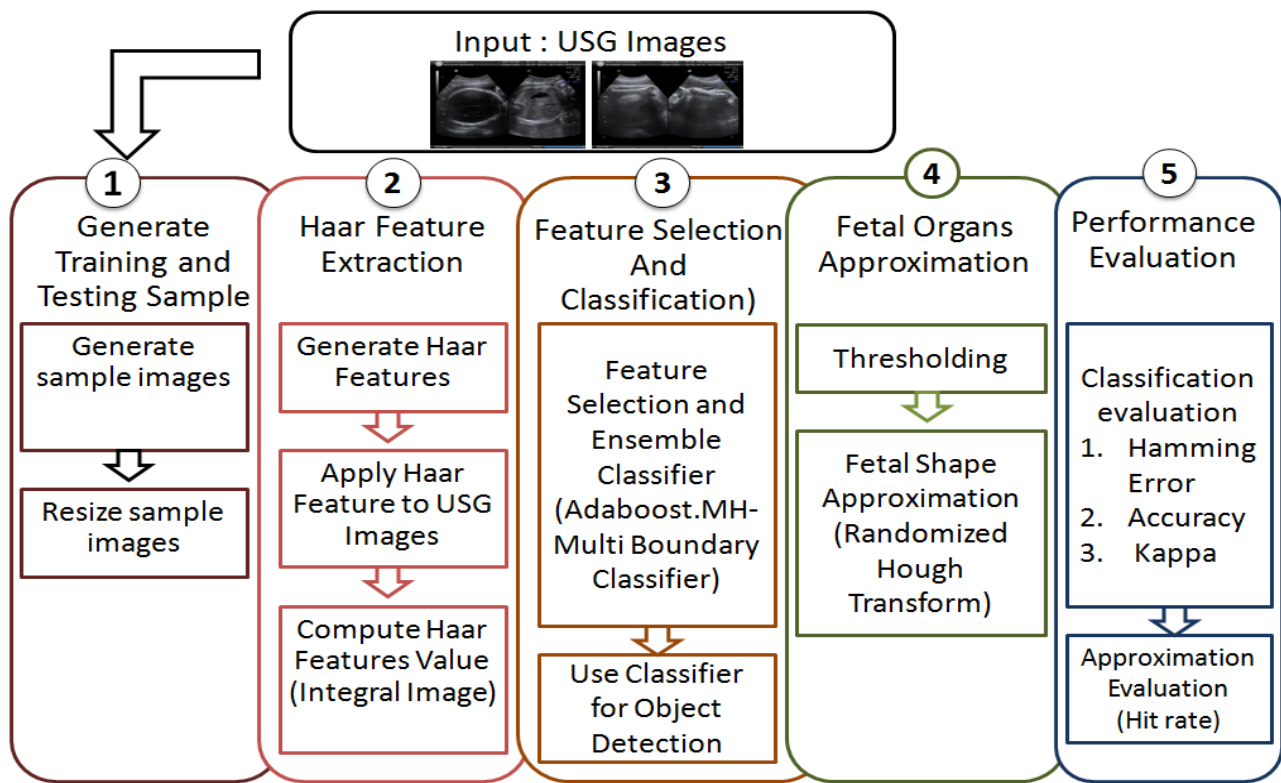 Input : USG Images
1
Generate
Training and
Testing Sample
Generate
sample images
Resize sample
images
2
Haar Feature
Extraction
Generate Haar
Features
Apply Haar
Feature to USG
Images
Compute Haar
Features Value
(Integral Image)
3
Feature Selection
And
Classification)
Feature
Selection and
Ensemble
Classifier
(Adaboost.MH-
Multi Boundary
Classifier)
Use Classifier
for Object
Detection
4
Fetal Organs
Approximation
Thresholding
Fetal Shape
Approximation
(Randomized
Hough
Transform)
5
Performance
Evaluation
Classification
evaluation
1. Hamming
Error
2. Accuracy
3. Kappa
Approximation
Evaluation
(Hit rate)